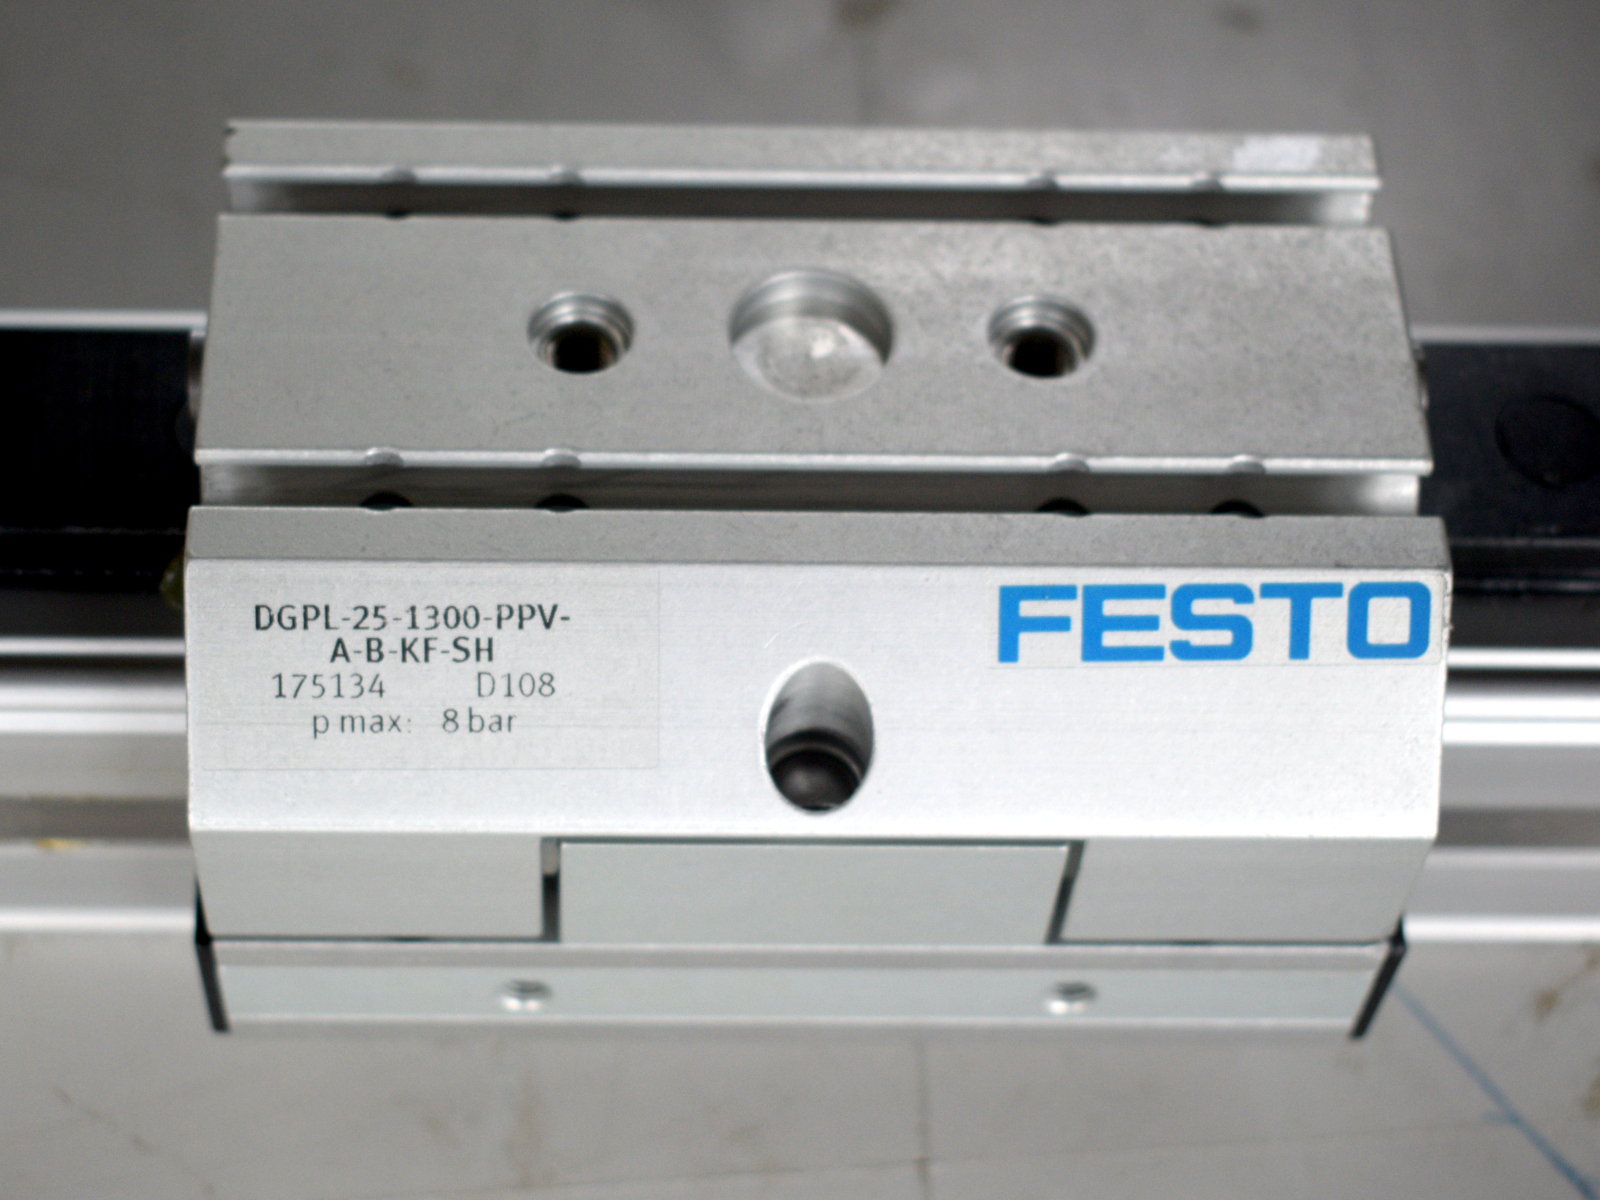 DGPL-25-1300-PPV-
A-B-KF-SH
175134 D108
p max: 8 bar
FESTO